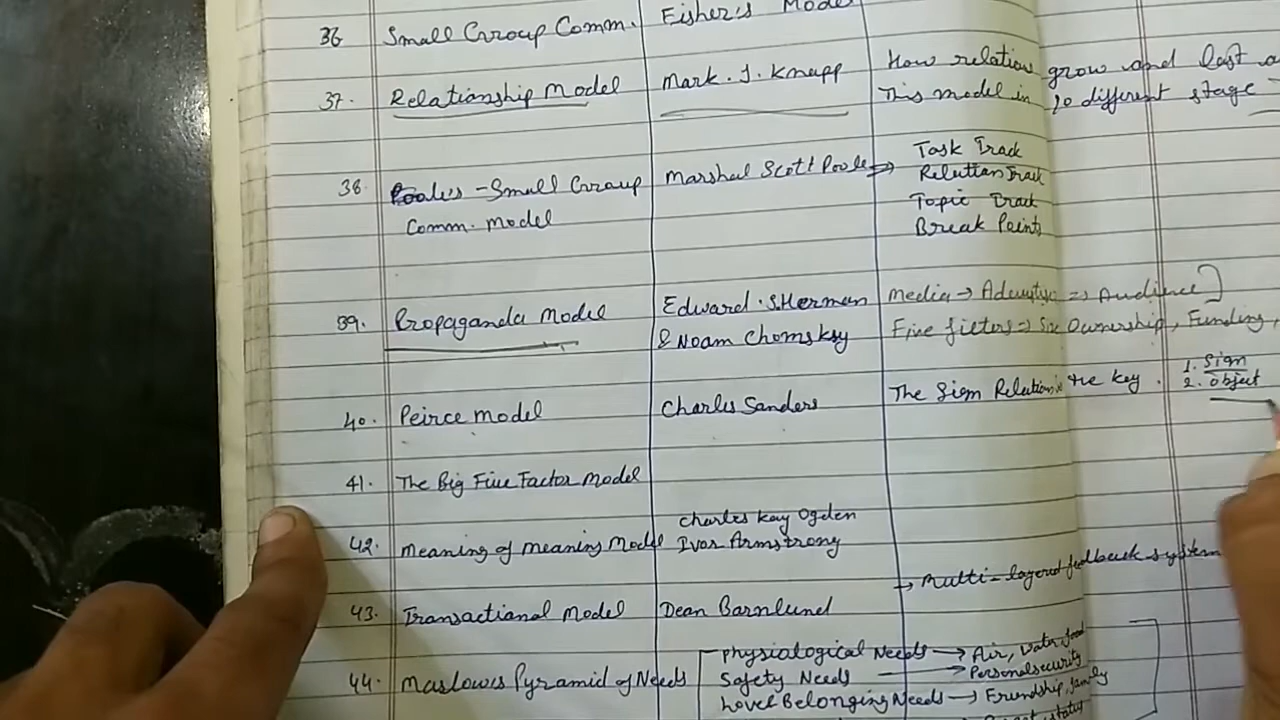 36 Small Group Comm. Fisher's Model
37. Relationship Model Mark. J. Knapp How relation grow and last
This model in 10 different stage
38. Poole's - Small Group Marshal Scott Poole => Task Track
Comm. Model Relation Track
Topic Track
Break Points
39. Propaganda Model Edward . S. Herman Media -> => Audience
& Noam Chomsky Five filters => Ownership, Funding,
40. Peirce Model Charles Sanders The Sign Relation is the key . 1. Sign
2. object
41. The Big Five Factor Model
42. Meaning of meaning Model Charles Kay Ogden
Ivor Armstrong
43. Transactional Model Dean Barnlund -> Multi-layered feedback system
44. Maslow's Pyramid of Needs Physiological Needs -> Air, Water, food
Safety Needs -> Personal security
Love Belonging Needs -> Friendship, family